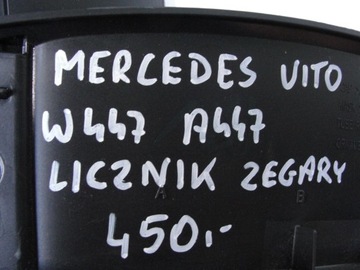 MERCEDES VITO
W447 A447
LICZNIK ZEGARY
A B
450.-